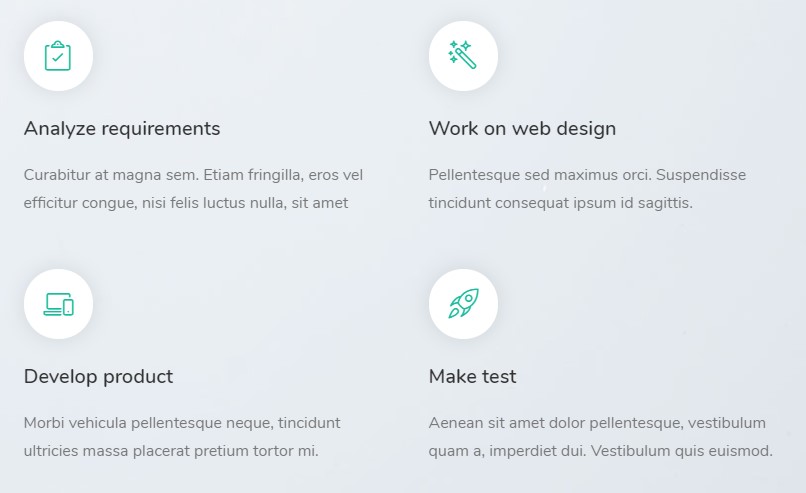 Analyze requirements
Curabitur at magna sem. Etiam fringilla, eros vel
efficitur congue, nisi felis luctus nulla, sit amet
Work on web design
Pellentesque sed maximus orci. Suspendisse
tincidunt consequat ipsum id sagittis.
Develop product
Morbi vehicula pellentesque neque, tincidunt
ultricies massa placerat pretium tortor mi.
Make test
Aenean sit amet dolor pellentesque, vestibulum
quam a, imperdiet dui. Vestibulum quis euismod.